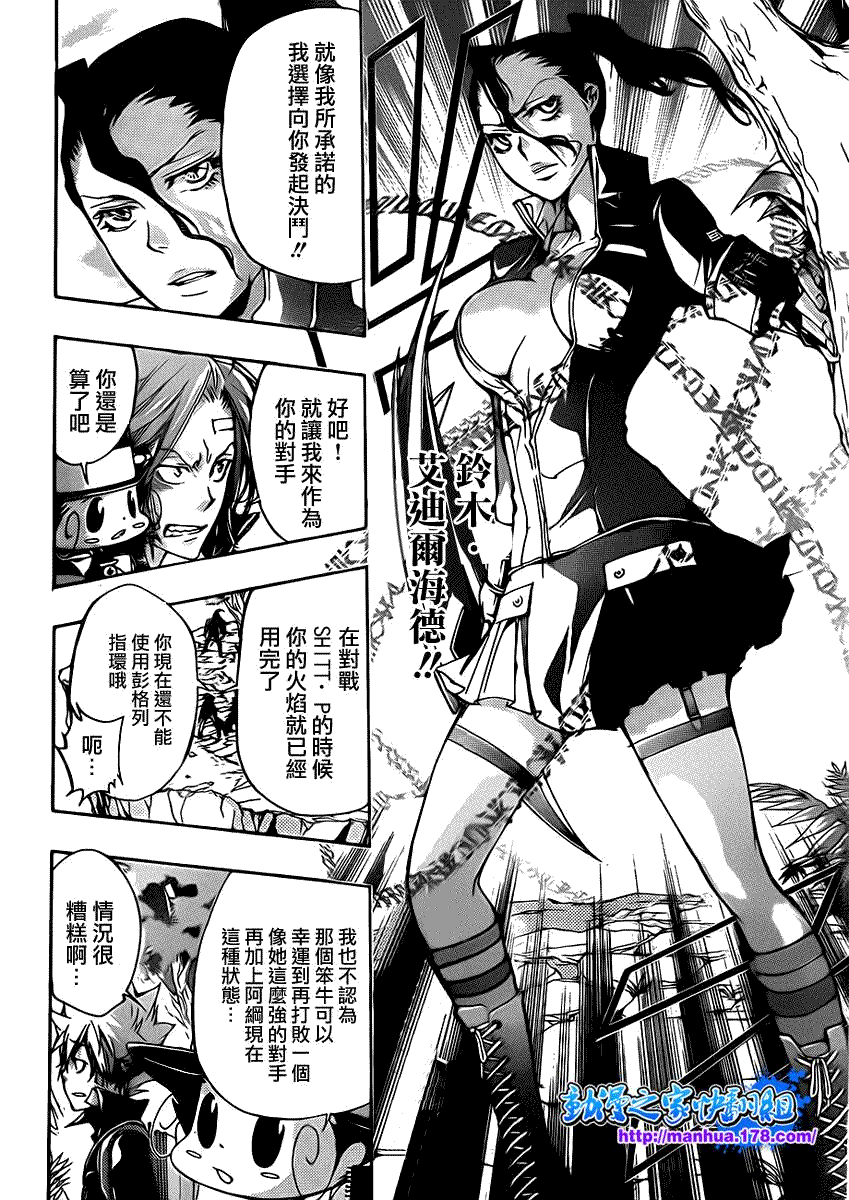 鈴木·
艾迪爾海德!!
就像我所承諾的
我選擇向你發起決鬥!!
好吧！
就讓我來作為
你的對手
你還是
算了吧
在對戰
SHITT·P的時候
你的火焰就已經
用完了
你現在還不能
使用彭格列
指環哦
呃…
我也不認為
那個笨牛可以
幸運到再打敗一個
像她這麼強的對手
再加上阿綱現在
這種狀態…
情況很
糟糕啊…
動漫之家快翻組
http://manhua.178.com/